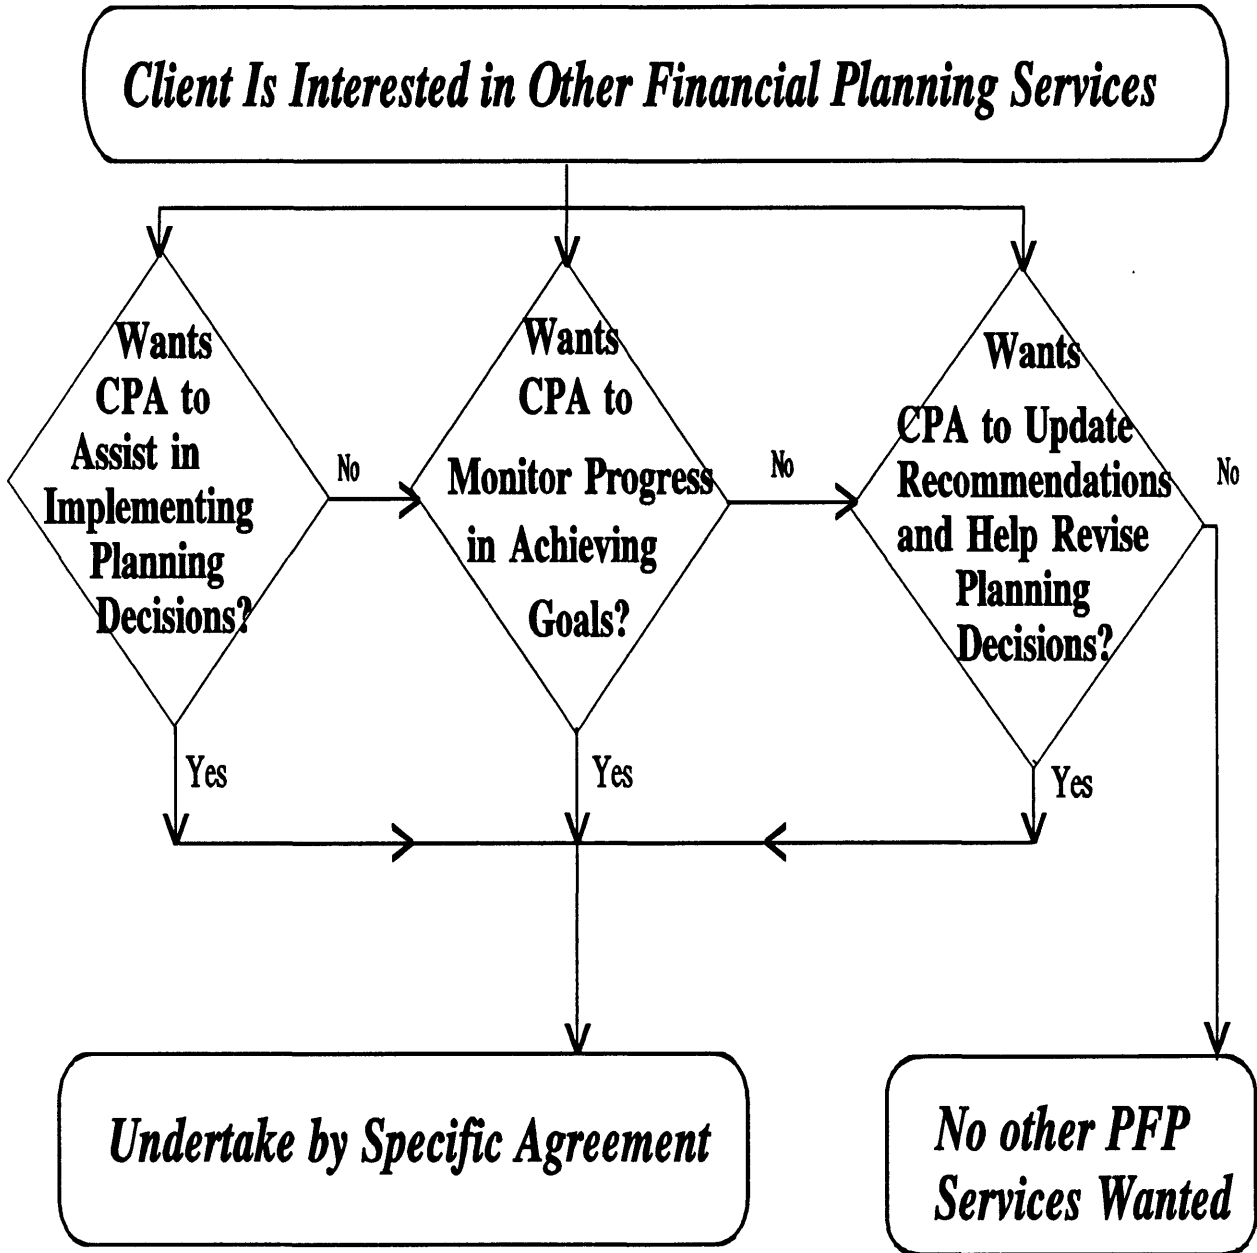 Client Is Interested in Other Financial Planning Services
Wants
CPA to
Assist in
Implementing
Planning
Decisions?
No
Wants
CPA to
Monitor Progress
in Achieving
Goals?
No
Wants
CPA to Update
Recommendations
and Help Revise
Planning
Decisions?
No
Yes
Yes
Yes
Undertake by Specific Agreement
No other PFP
Services Wanted